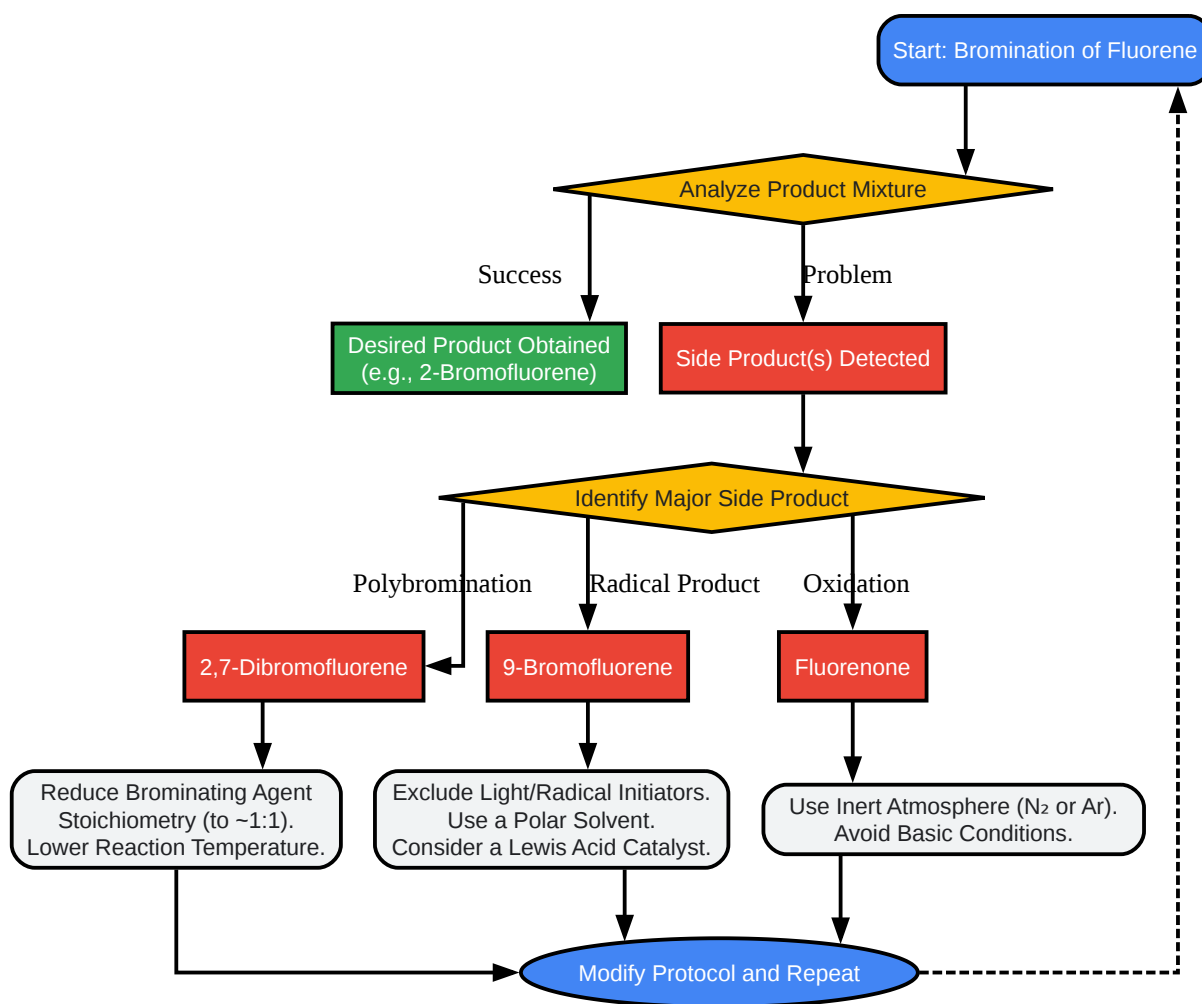 Start: Bromination of Fluorene
Analyze Product Mixture
Success
Problem
Desired Product Obtained
(e.g., 2-Bromofluorene)
Side Product(s) Detected
Identify Major Side Product
Polybromination
Radical Product
Oxidation
2,7-Dibromofluorene
9-Bromofluorene
Fluorenone
Reduce Brominating Agent
Stoichiometry (to ~1:1).
Lower Reaction Temperature.
Exclude Light/Radical Initiators.
Use a Polar Solvent.
Consider a Lewis Acid Catalyst.
Use Inert Atmosphere (N₂ or Ar).
Avoid Basic Conditions.
Modify Protocol and Repeat